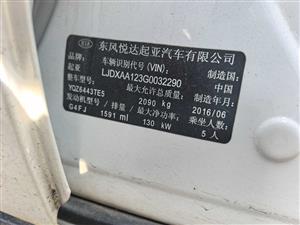 KIA
东风悦达起亚汽车有限公司
品牌: 车辆识别代号(VIN): 制造国:
起亚 LJDXAA123G0032290 中国
整车型号: 最大允许总质量: 制造年月:
YQZ6443TE5 2090 kg 2016/06
发动机型号/排量/最大净功率: 乘坐人数:
G4FJ 1591 ml 130 kW 5人